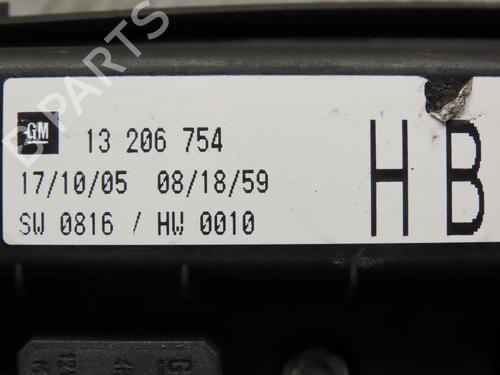 B PARTS
GM 13 206 754
17/10/05 08/18/59
SW 0816 / HW 0010
HB